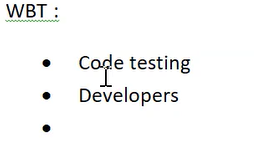 WBT :
• Code testing
• Developers
•